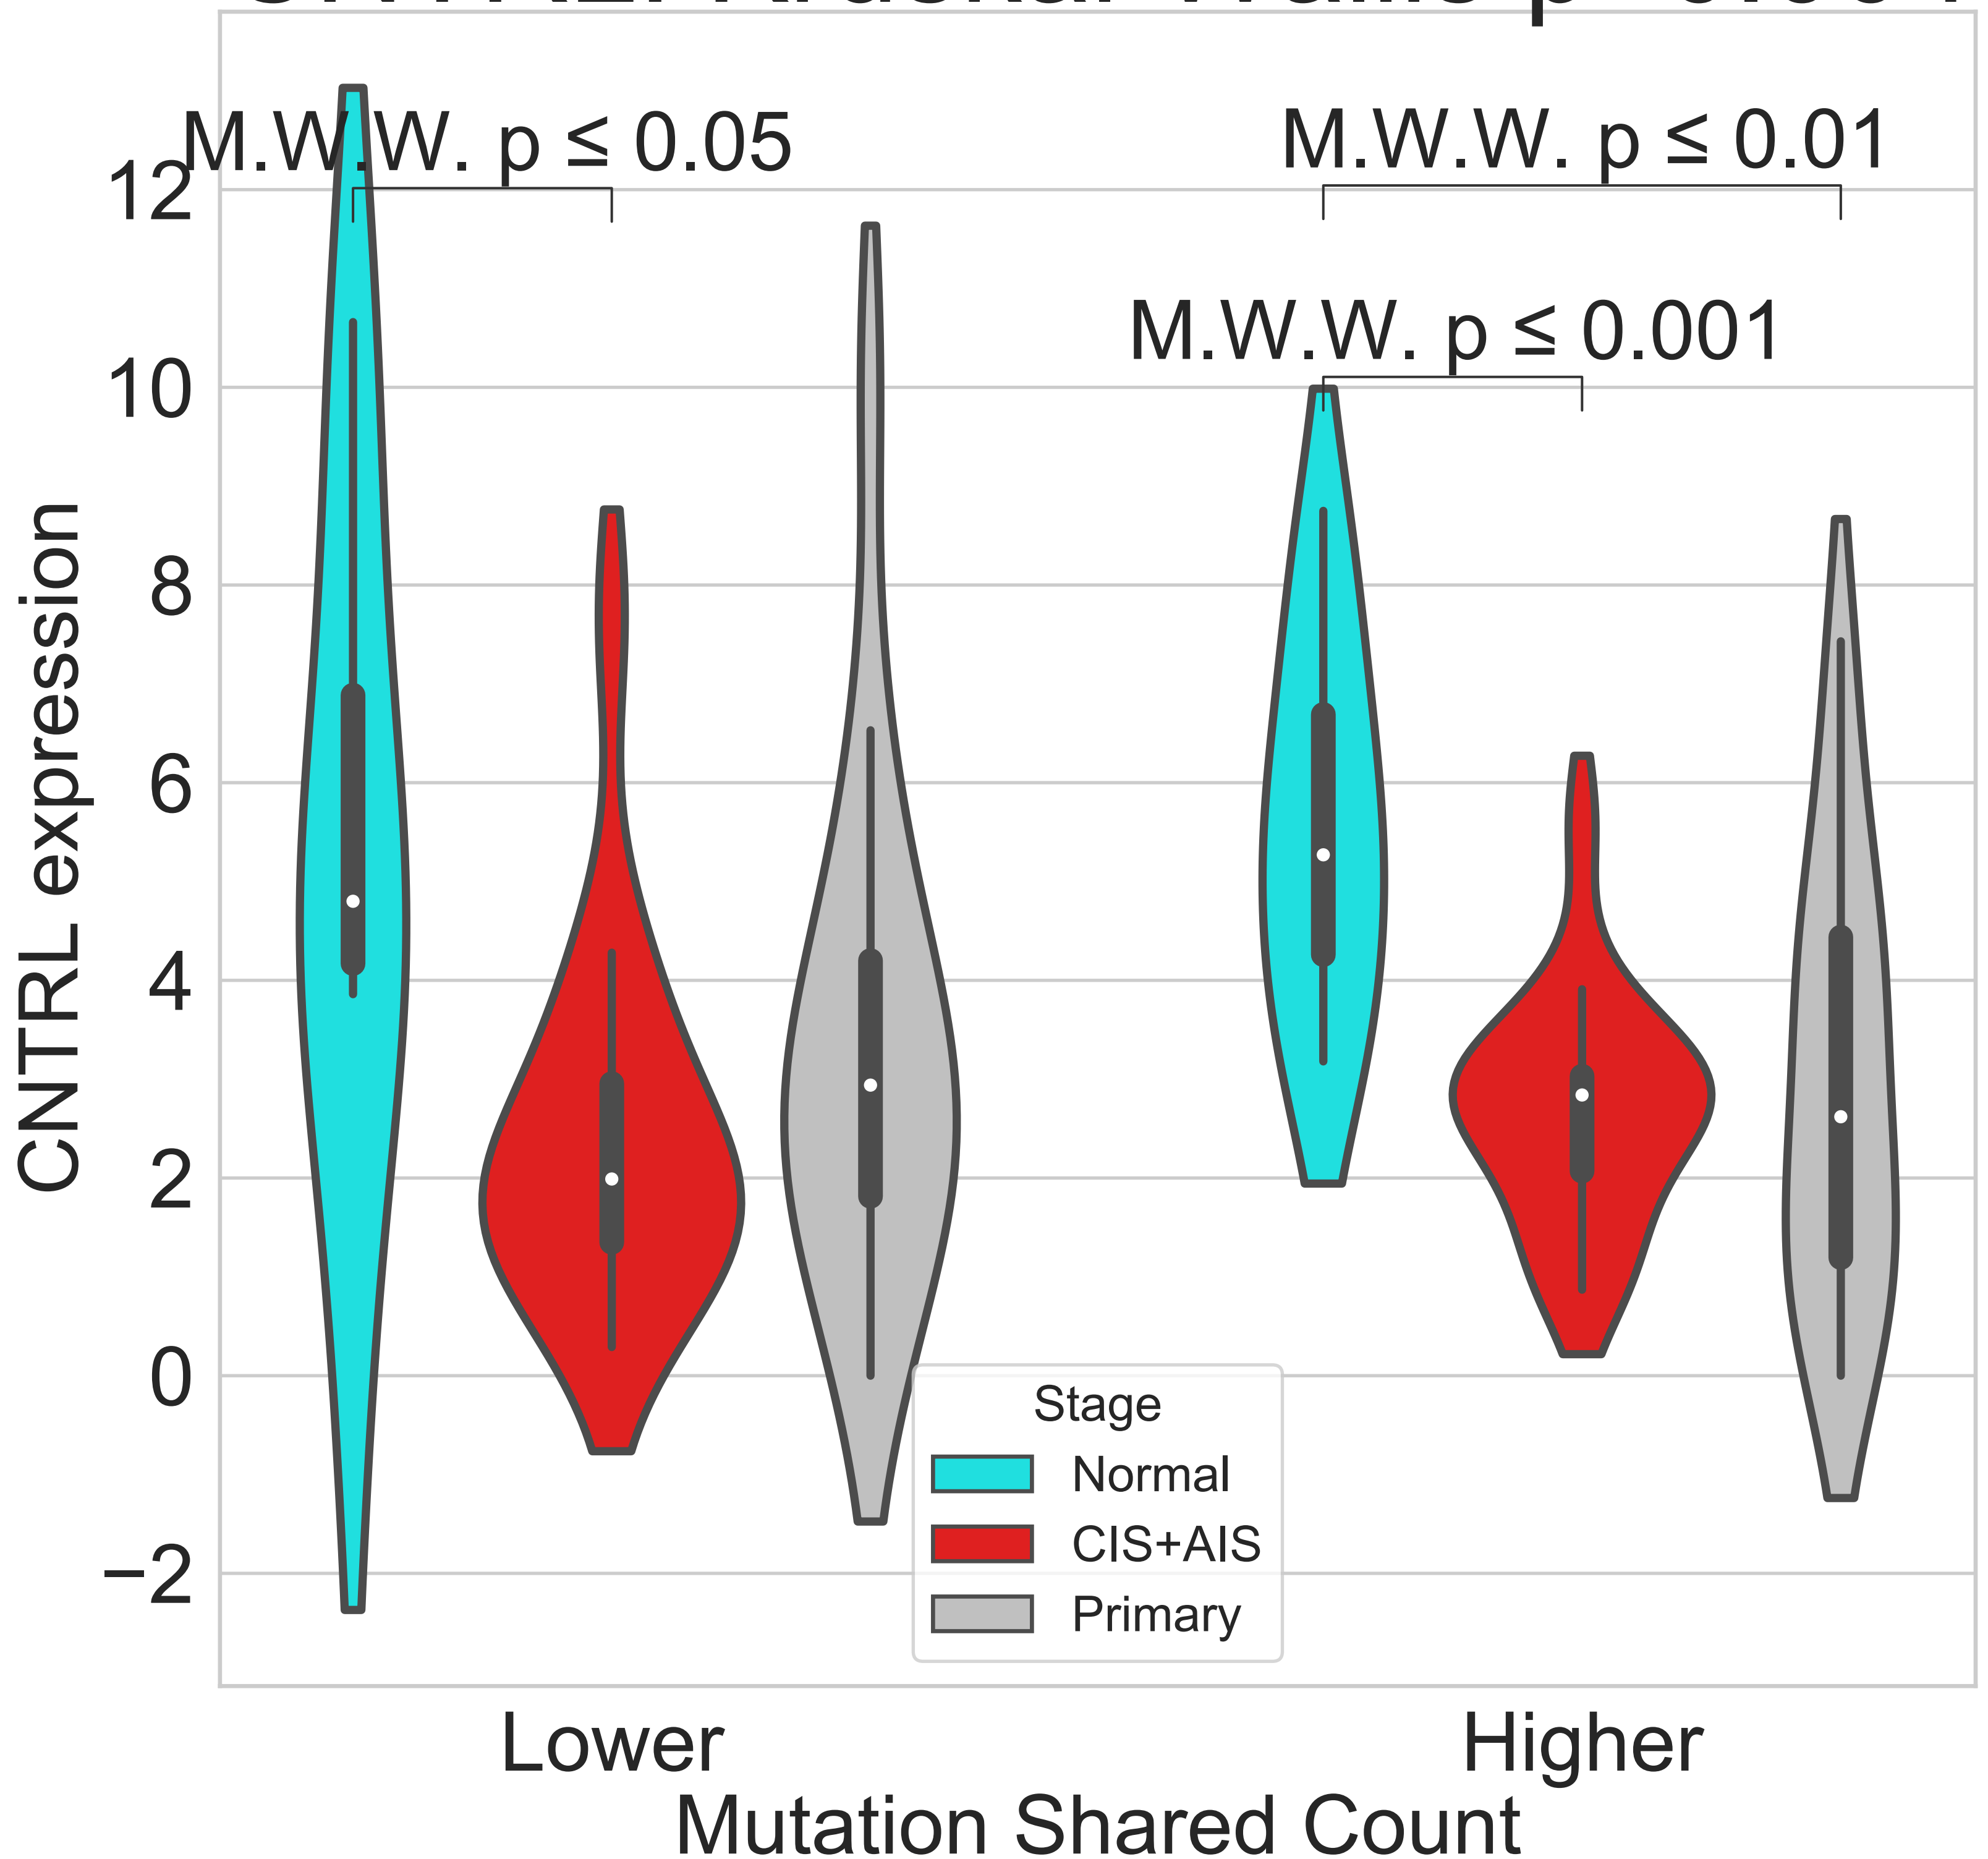 M.W.W. p ≤ 0.05
M.W.W. p ≤ 0.01
M.W.W. p ≤ 0.001
12
10
8
6
4
2
0
−2
CNTRL expression
Stage
Normal
CIS+AIS
Primary
Lower
Higher
Mutation Shared Count